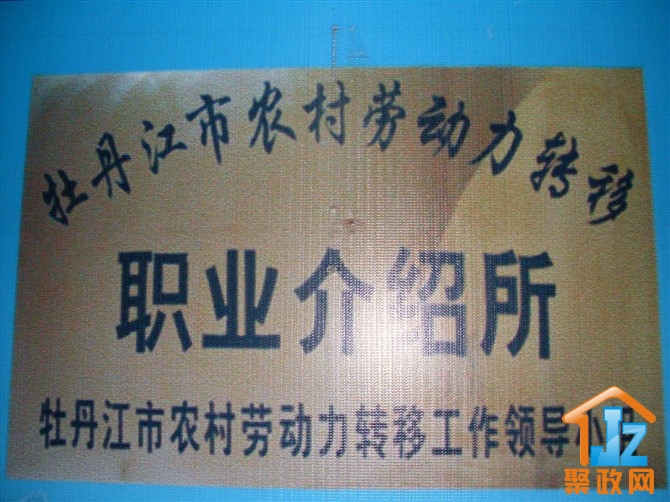 牡丹江市农村劳动力转移
职业介绍所
牡丹江市农村劳动力转移工作领导小组
JZ
聚政网